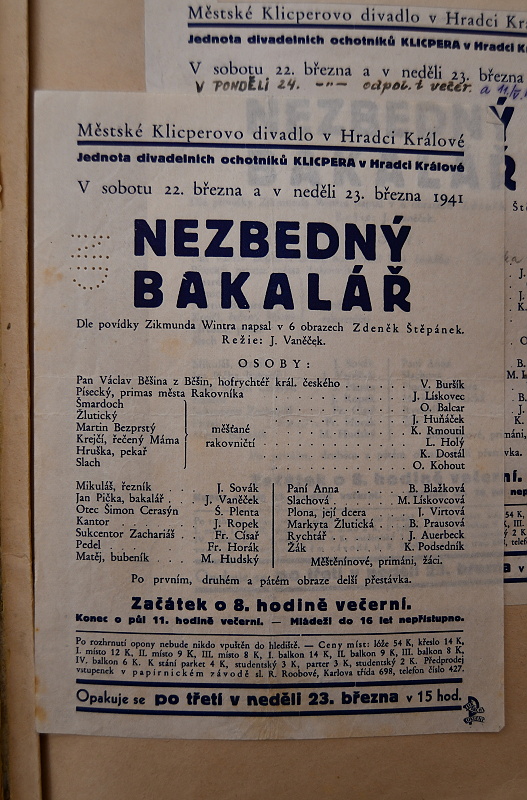 Městské Klicperovo divadlo v Hradci
Jednota divadelních ochotníků KLICPERA v Hradci
V sobotu 22. března a v neděli 23. března
V PONDĚLÍ 24.
Městské Klicperovo divadlo v Hradci Králové
Jednota divadelních ochotníků KLICPERA v Hradci Králové
V sobotu 22. března a v neděli 23. března 1941
NEZBEDNÝ
BAKALÁŘ
Dle povídky Zikmunda Wintra napsal v 6 obrazech Zdeněk Štěpánek.
Režie: J. Vaněček.
OSOBY:
Pan Václav Běšina z Běšin, hofrychtéř král. českého . . . . . V. Buršík
Písecký, primas města Rakovníka . . . . . J. Lískovec
Šmardoch . . . . . O. Balcar
Žlutický . . . . . J. Huňáček
Martin Bezprstý měšťané . . . . . K. Rmoutil
Krejčí, řečený Máma rakovničtí . . . . . L. Holý
Hruška, pekař . . . . . K. Dostál
Slach . . . . . O. Kohout
Mikuláš, řezník J. Sovák
Jan Pička, bakalář . . J. Vaněček
Otec Šimon Cerasýn Š. Plenta
Kantor . . . . J. Ropek
Sukcentor Zachariáš . . Fr. Císař
Pedel . . . . Fr. Horák
Matěj, bubeník . . M. Hudský
Paní Anna . . . B. Blažková
Slachová . . . . M. Lískovcová
Plona, její dcera . . J. Virtová
Markyta Žlutická . . B. Prausová
Rychtář . . . . J. Auerbeck
Žák . . . . K. Podsedník
Měštěnínové, primáni, žáci.
Po prvním, druhém a pátém obraze delší přestávka.
Začátek o 8. hodině večerní.
Konec o půl 11. hodině večerní. — Mládeži do 16 let nepřístupno.
Po rozhrnutí opony nebude nikdo vpuštěn do hlediště. — Ceny míst: lóže 54 K, křeslo 14 K,
I. místo 12 K, II. místo 9 K, III. místo 8 K, I. balkon 14 K, II. balkon 9 K, III. balkon 8 K,
IV. balkon 6 K. K stání parket 4 K, studentský 3 K, parter 3 K, studentský 2 K. Předprodej
vstupenek v papírnickém závodě sl. R. Roobové, Karlova třída 698, telefon číslo 427.
Opakuje se po třetí v neděli 23. března v 15 hod.